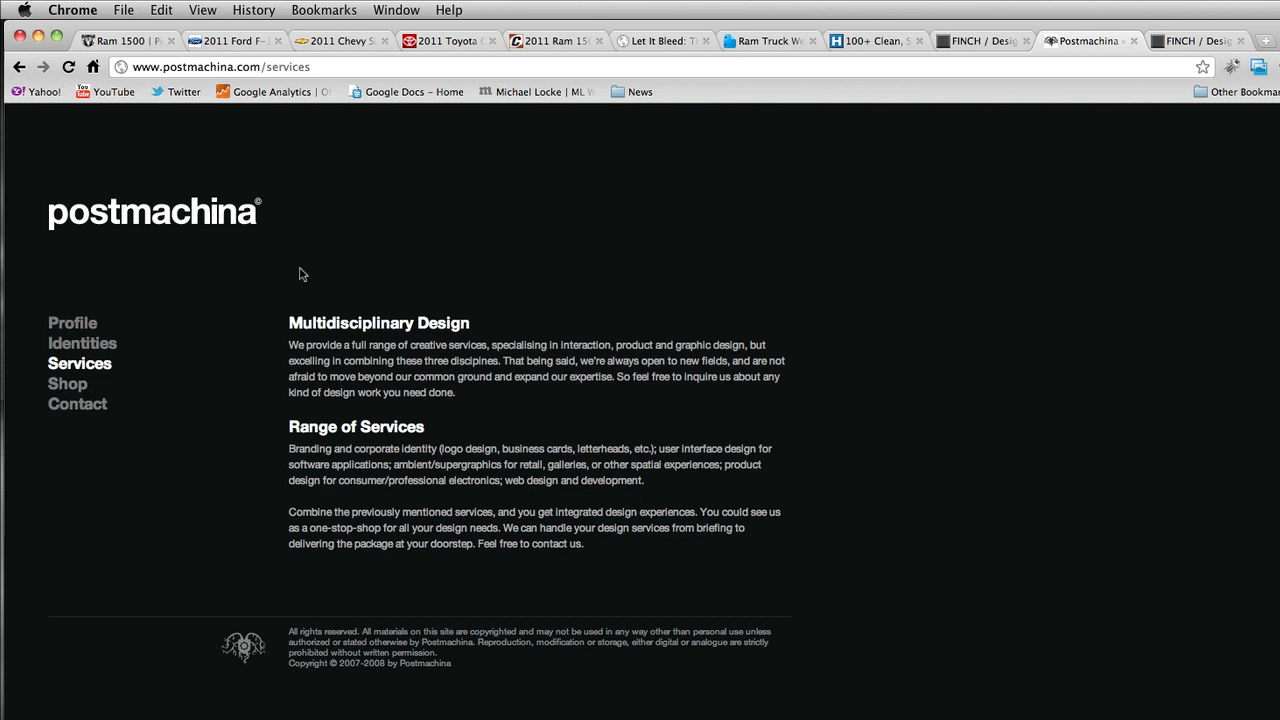 Chrome File Edit View History Bookmarks Window Help
Ram 1500 | P 2011 Ford F- 2011 Chevy S 2011 Toyota 2011 Ram 15 Let It Bleed: T Ram Truck We 100+ Clean, S FINCH / Desig Postmachina » FINCH / Desig
www.postmachina.com/services
Yahoo! YouTube Twitter Google Analytics | O Google Docs - Home Michael Locke | ML W News Other Bookmar
postmachina©
Profile
Identities
Services
Shop
Contact
Multidisciplinary Design
We provide a full range of creative services, specialising in interaction, product and graphic design, but
excelling in combining these three discipines. That being said, we're always open to new fields, and are not
afraid to move beyond our common ground and expand our expertise. So feel free to inquire us about any
kind of design work you need done.
Range of Services
Branding and corporate identity (logo design, business cards, letterheads, etc.); user interface design for
software applications; ambient/supergraphics for retail, galleries, or other spatial experiences; product
design for consumer/professional electronics; web design and development.
Combine the previously mentioned services, and you get integrated design experiences. You could see us
as a one-stop-shop for all your design needs. We can handle your design services from briefing to
delivering the package at your doorstep. Feel free to contact us.
All rights reserved. All materials on this site are copyrighted and may not be used in any way other than personal use unless
authorized or stated otherwise by Postmachina. Reproduction, modification or storage, either digital or analogue are strictly
prohibited without written permission.
Copyright © 2007-2008 by Postmachina